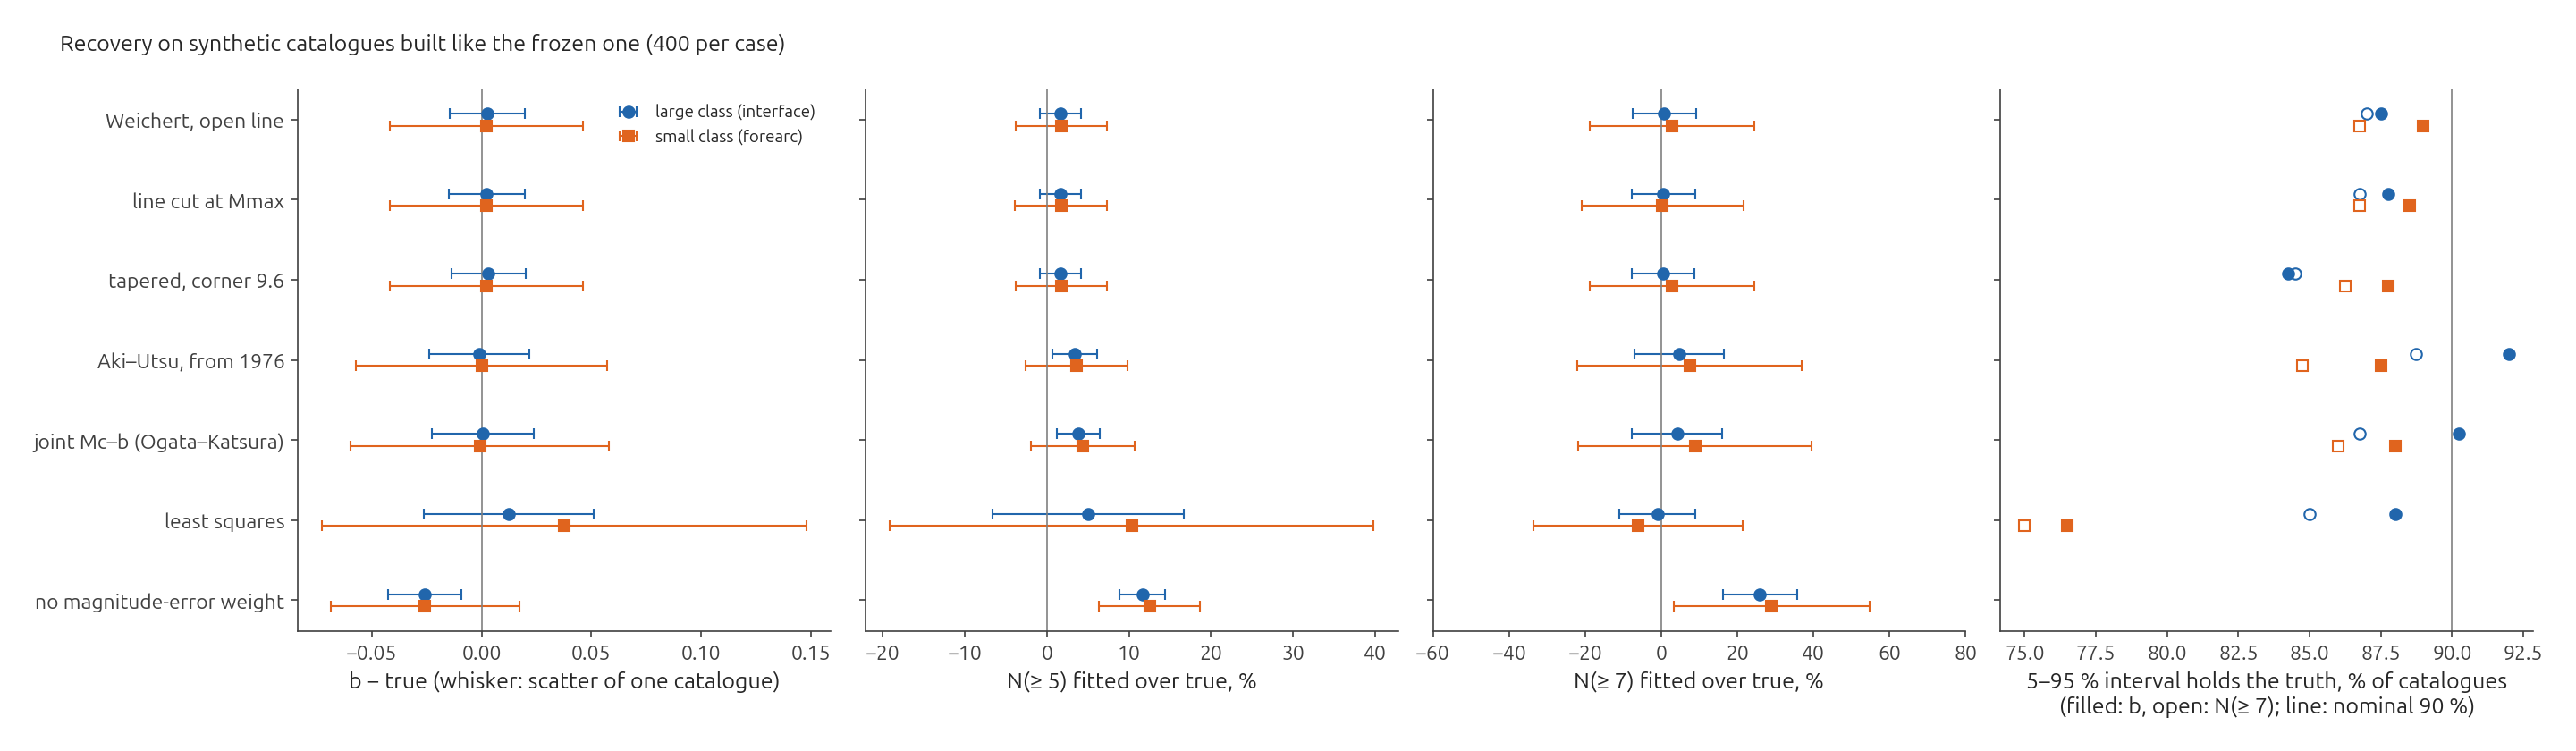 Recovery on synthetic catalogues built like the frozen one (400 per case)
large class (interface)
small class (forearc)
Weichert, open line
line cut at Mmax
tapered, corner 9.6
Aki–Utsu, from 1976
joint Mc–b (Ogata–Katsura)
least squares
no magnitude-error weight
−0.05 0.00 0.05 0.10 0.15
b − true (whisker: scatter of one catalogue)
−20 −10 0 10 20 30 40
N(≥ 5) fitted over true, %
−60 −40 −20 0 20 40 60 80
N(≥ 7) fitted over true, %
75.0 77.5 80.0 82.5 85.0 87.5 90.0 92.5
5–95 % interval holds the truth, % of catalogues
(filled: b, open: N(≥ 7); line: nominal 90 %)